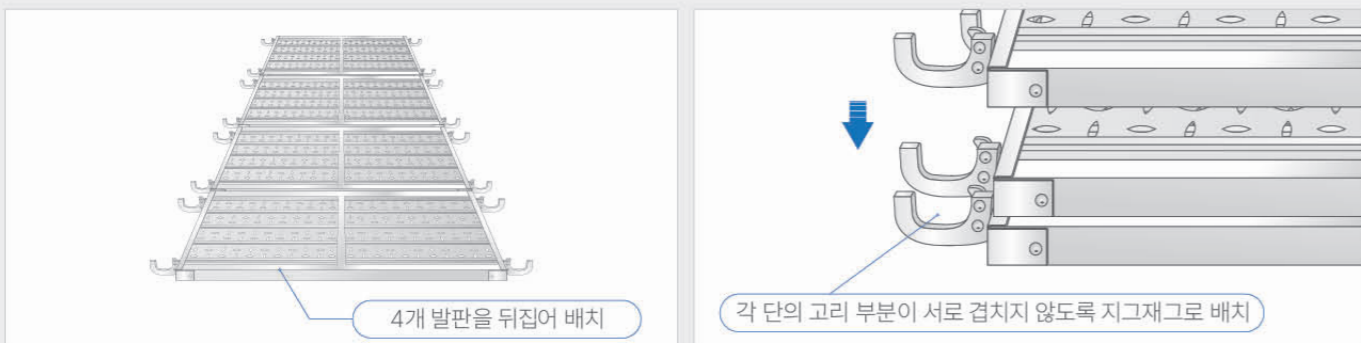 4개 발판을 뒤집어 배치
각 단의 고리 부분이 서로 겹치지 않도록 지그재그로 배치